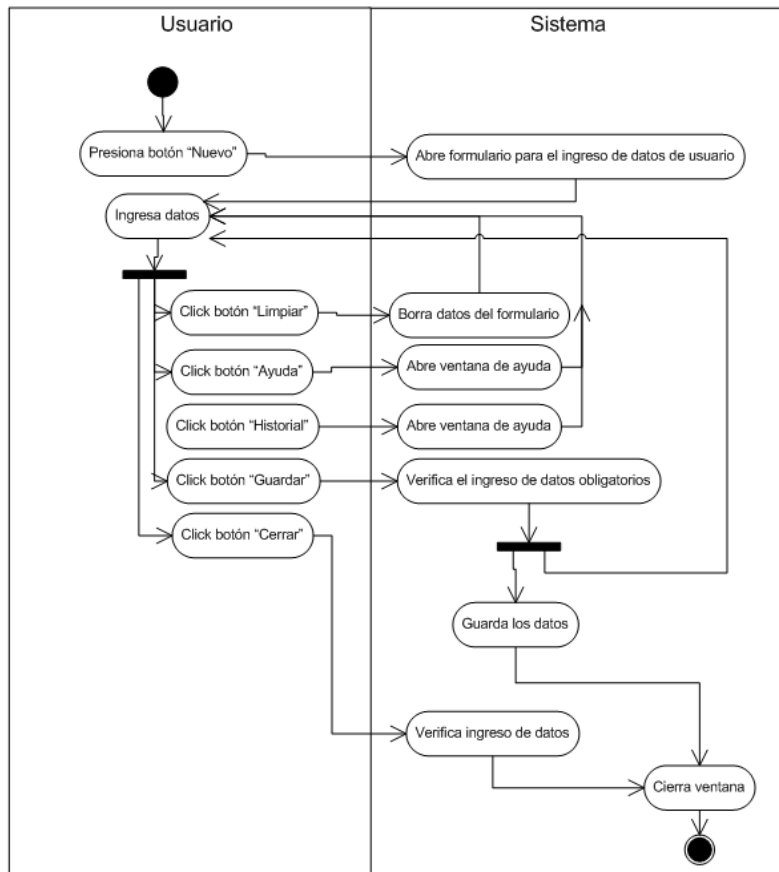 Usuario
Sistema
Presiona botón “Nuevo”
Abre formulario para el ingreso de datos de usuario
Ingresa datos
Click botón “Limpiar”
Borra datos del formulario
Click botón “Ayuda”
Abre ventana de ayuda
Click botón “Historial”
Abre ventana de ayuda
Click botón “Guardar”
Verifica el ingreso de datos obligatorios
Click botón “Cerrar”
Guarda los datos
Verifica ingreso de datos
Cierra ventana